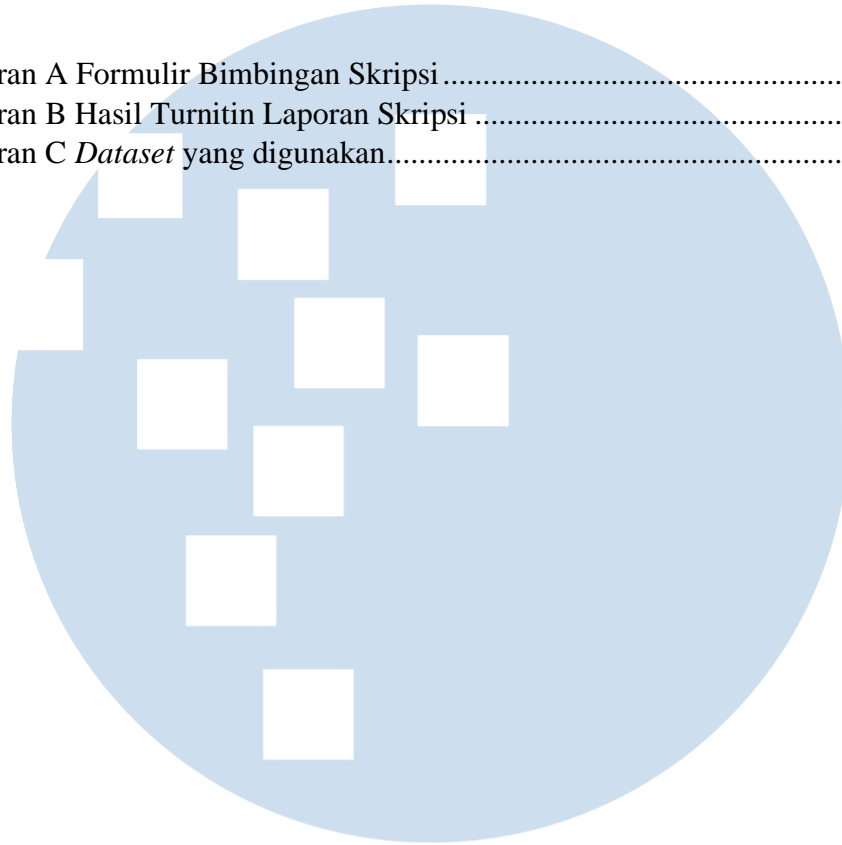 ran A Formulir Bimbingan Skripsi.....................................................
ran B Hasil Turnitin Laporan Skripsi.................................................
ran C Dataset yang digunakan...........................................................